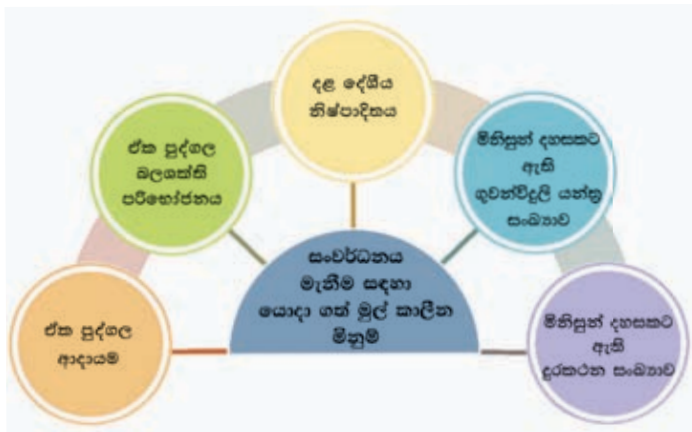 දළ දේශීය
නිෂ්පාදිතය
ඒක පුද්ගල
බලශක්ති
පරිභෝජනය
මිනිසුන් දහසකට
ඇති
ගුවන්විදුලි යන්ත්‍ර
සංඛ්‍යාව
සංවර්ධනය
මැනීම සඳහා
යොදා ගත් මුල් කාලීන
මිනුම්
ඒක පුද්ගල
ආදායම
මිනිසුන් දහසකට
ඇති
දුරකථන සංඛ්‍යාව